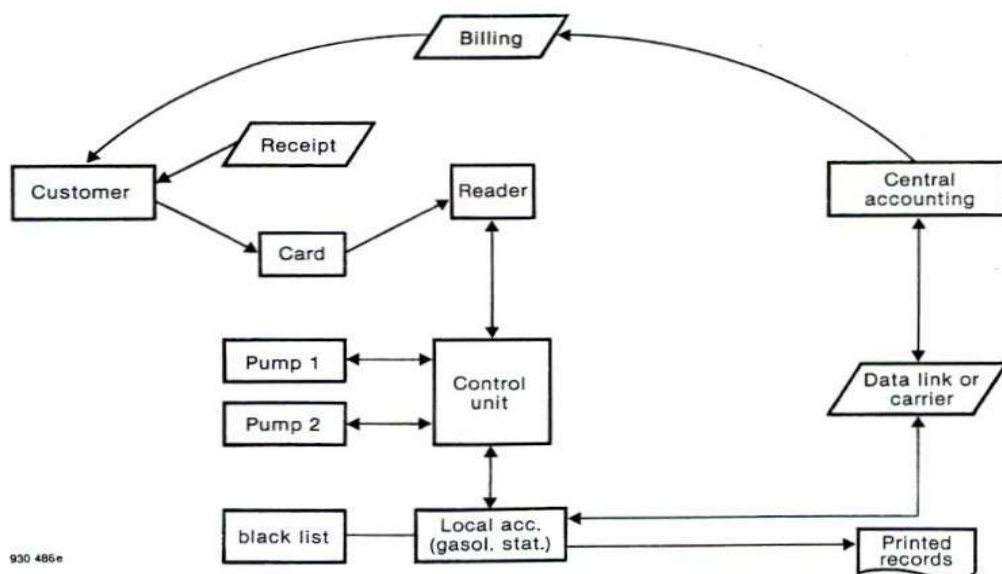 Billing
Receipt
Customer
Reader
Central
accounting
Card
Pump 1
Control
unit
Data link or
carrier
Pump 2
black list
Local acc.
(gasol. stat.)
Printed
records
930 486e